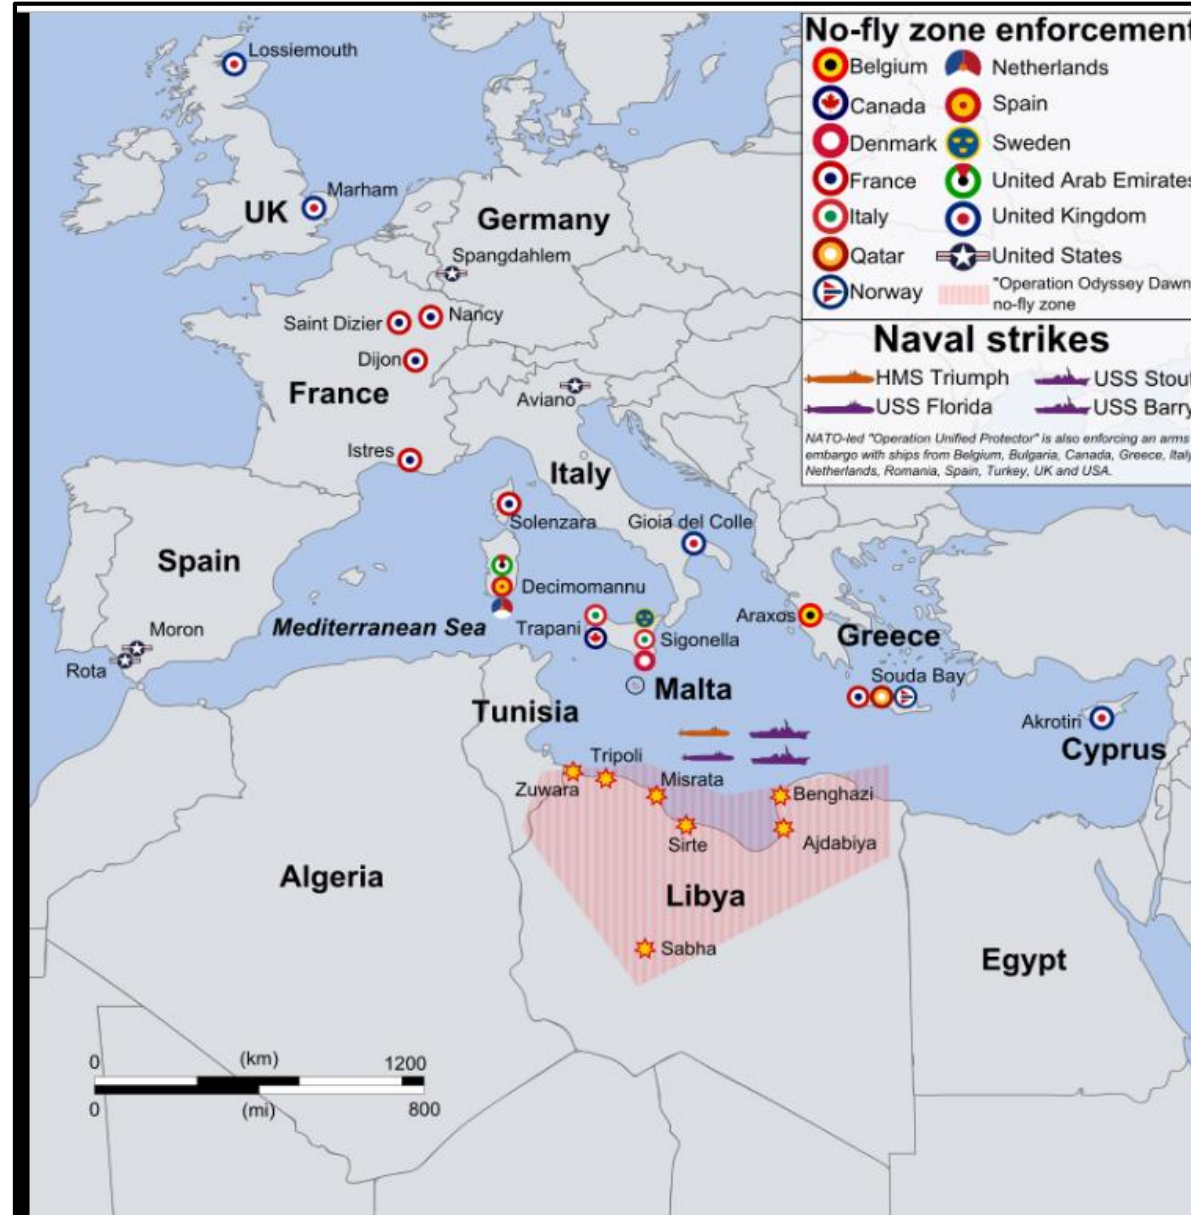 No-fly zone enforcement
Belgium
Netherlands
Canada
Spain
Denmark
Sweden
France
United Arab Emirates
Italy
United Kingdom
Qatar
United States
Norway
"Operation Odyssey Dawn
no-fly zone
Naval strikes
HMS Triumph
USS Stout
USS Florida
USS Barry
NATO-led "Operation Unified Protector" is also enforcing an arms
embargo with ships from Belgium, Bulgaria, Canada, Greece, Italy
Netherlands, Romania, Spain, Turkey, UK and USA.
Lossiemouth
Marham
UK
Germany
Spangdahlem
Saint Dizier
Nancy
Dijon
France
Aviano
Istres
Italy
Solenzara
Gioia del Colle
Spain
Decimomannu
Mediterranean Sea
Moron
Rota
Trapani
Sigonella
Araxos
Greece
Souda Bay
Malta
Tunisia
Akrotiri
Cyprus
Tripoli
Zuwara
Misrata
Benghazi
Sirte
Ajdabiya
Algeria
Libya
Sabha
Egypt
0 (km) 1200
0 (mi) 800